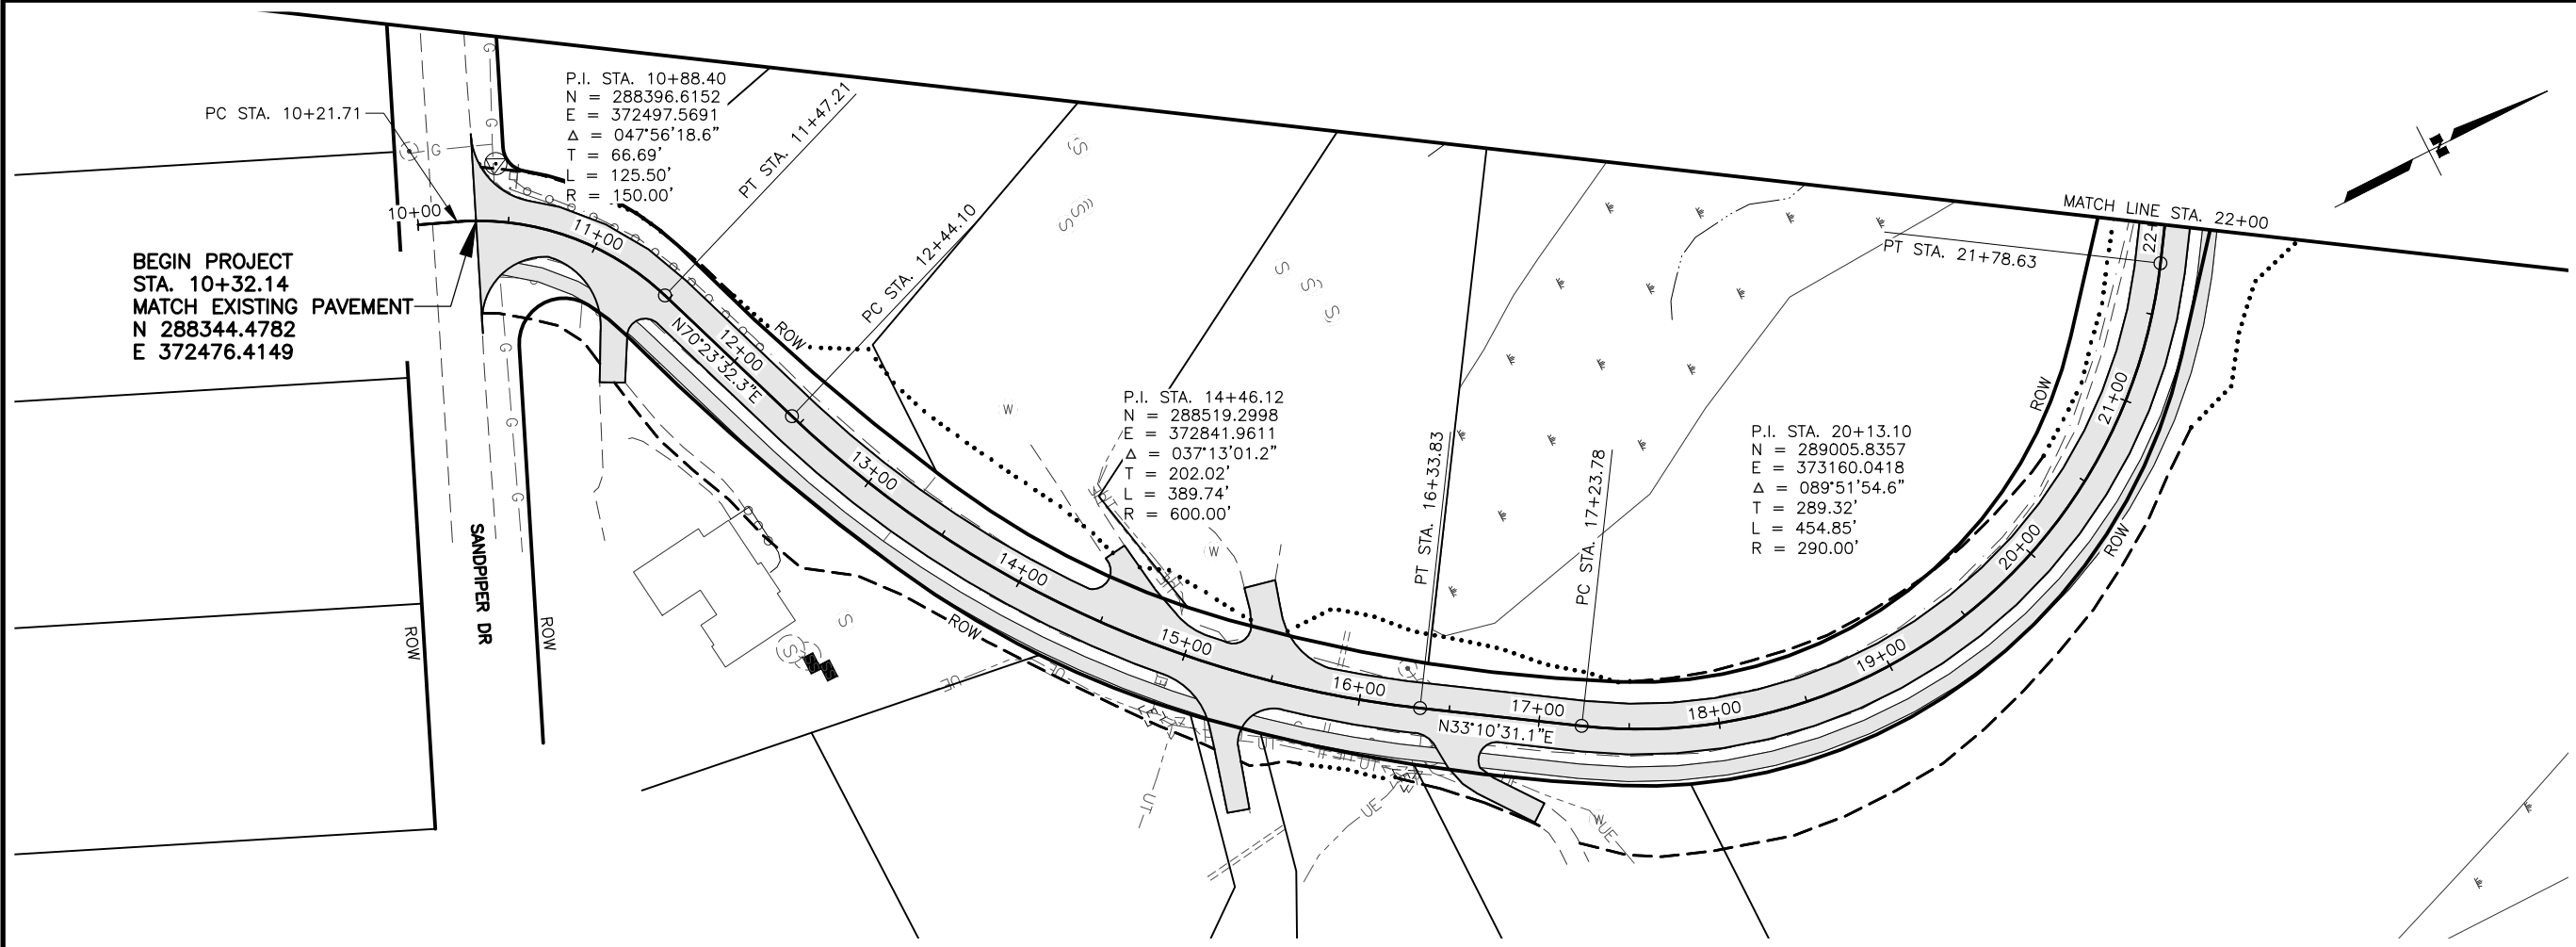 PC STA. 10+21.71
P.I. STA. 10+88.40
N = 288396.6152
E = 372497.5691
Δ = 047°56'18.6"
T = 66.69'
L = 125.50'
R = 150.00'
PT STA. 11+47.21
PC STA. 12+44.10
10+00
BEGIN PROJECT
STA. 10+32.14
MATCH EXISTING PAVEMENT
N 288344.4782
E 372476.4149
11+00
N70°23'32.3"E
12+00
ROW
13+00
14+00
SANDPIPER DR
ROW
ROW
ROW
P.I. STA. 14+46.12
N = 288519.2998
E = 372841.9611
Δ = 037°13'01.2"
T = 202.02'
L = 389.74'
R = 600.00'
15+00
16+00
PT STA. 16+33.83
PC STA. 17+23.78
17+00
N33°10'31.1"E
18+00
19+00
20+00
21+00
P.I. STA. 20+13.10
N = 289005.8357
E = 373160.0418
Δ = 089°51'54.6"
T = 289.32'
L = 454.85'
R = 290.00'
ROW
ROW
PT STA. 21+78.63
MATCH LINE STA. 22+00
22+
G
G
G
G
G
G
G
S
S
S
S
S
S
S
W
W
W
UE
UE
UE
UT
UT
UT
E